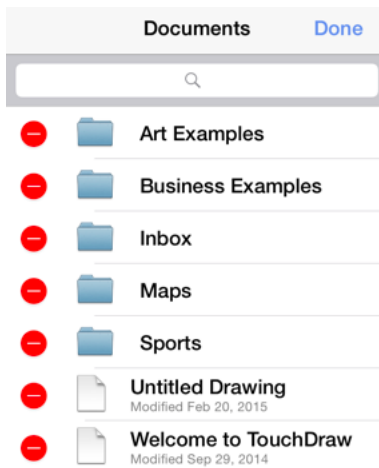 Documents Done
Art Examples
Business Examples
Inbox
Maps
Sports
Untitled Drawing
Modified Feb 20, 2015
Welcome to TouchDraw
Modified Sep 29, 2014